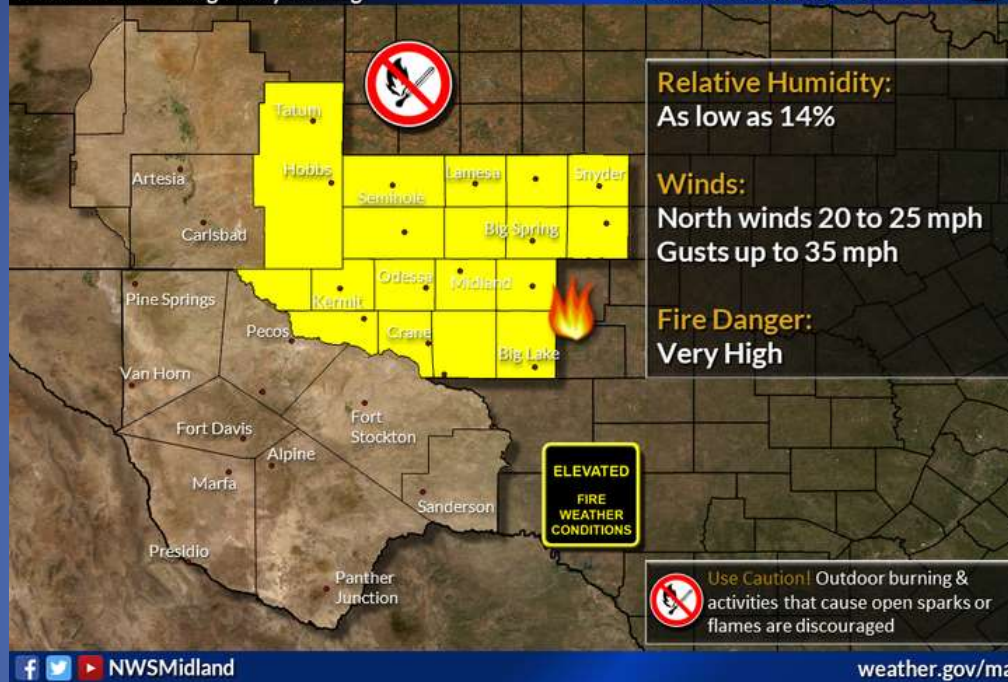 Relative Humidity:
As low as 14%
Winds:
North winds 20 to 25 mph
Gusts up to 35 mph
Fire Danger:
Very High
Tatum
Artesia
Hobbs
Lamesa
Snyder
Seminole
Carlsbad
Big Spring
Odessa
Midland
Pine Springs
Kermit
Pecos
Crane
Big Lake
Van Horn
Fort Davis
Fort
Stockton
Alpine
Marfa
Sanderson
Presidio
Panther
Junction
ELEVATED
FIRE
WEATHER
CONDITIONS
Use Caution! Outdoor burning &
activities that cause open sparks or
flames are discouraged
NWSMidland
weather.gov/ma